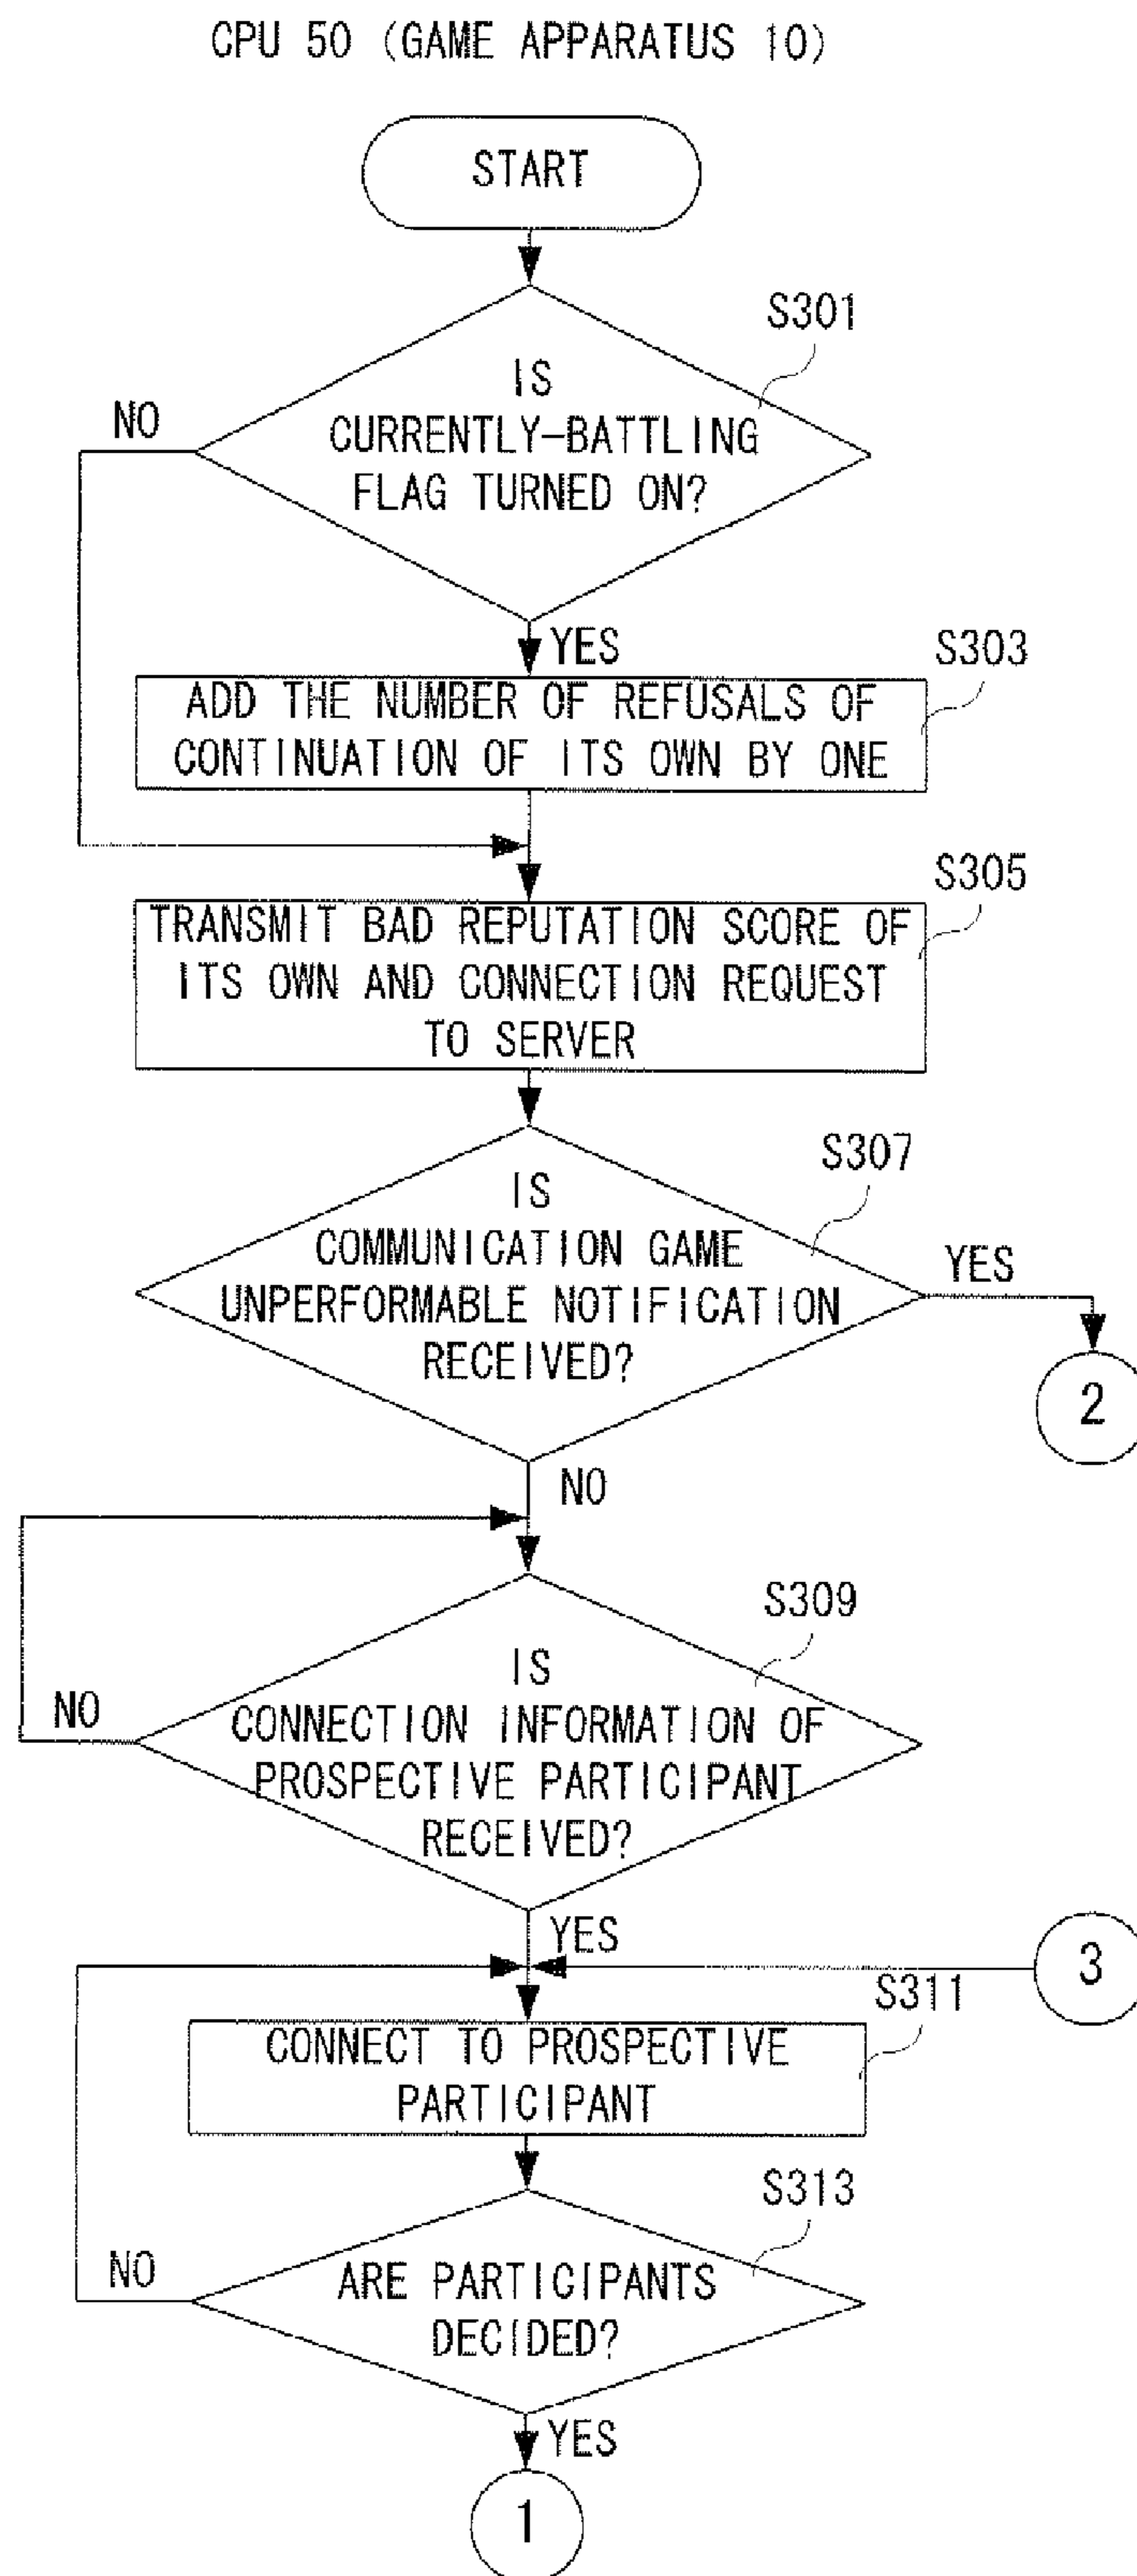 CPU 50 (GAME APPARATUS 10)
START
S301
IS
CURRENTLY-BATTLING
FLAG TURNED ON?
NO
YES
S303
ADD THE NUMBER OF REFUSALS OF
CONTINUATION OF ITS OWN BY ONE
S305
TRANSMIT BAD REPUTATION SCORE OF
ITS OWN AND CONNECTION REQUEST
TO SERVER
S307
IS
COMMUNICATION GAME
UNPERFORMABLE NOTIFICATION
RECEIVED?
YES
2
NO
S309
IS
CONNECTION INFORMATION OF
PROSPECTIVE PARTICIPANT
RECEIVED?
NO
YES
3
S311
CONNECT TO PROSPECTIVE
PARTICIPANT
S313
ARE PARTICIPANTS
DECIDED?
NO
YES
1